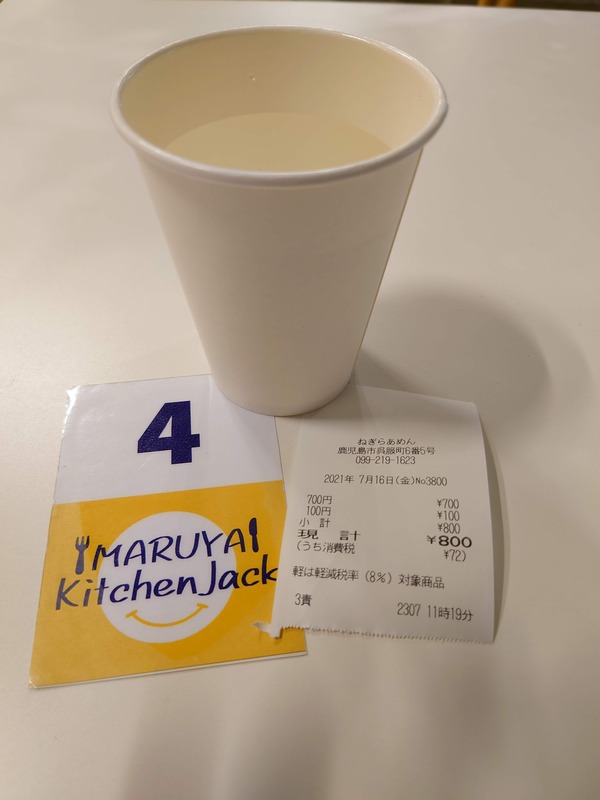 4
MARUYA
KitchenJack
ねぎらあめん
鹿児島市呉服町6番5号
099-219-1623
2021年 7月16日(金)No3800
700円 ¥700
100円 ¥100
小 計 ¥800
現 計 ¥800
(うち消費税 ¥72)
軽は軽減税率(8%)対象商品
3責 2307 11時19分